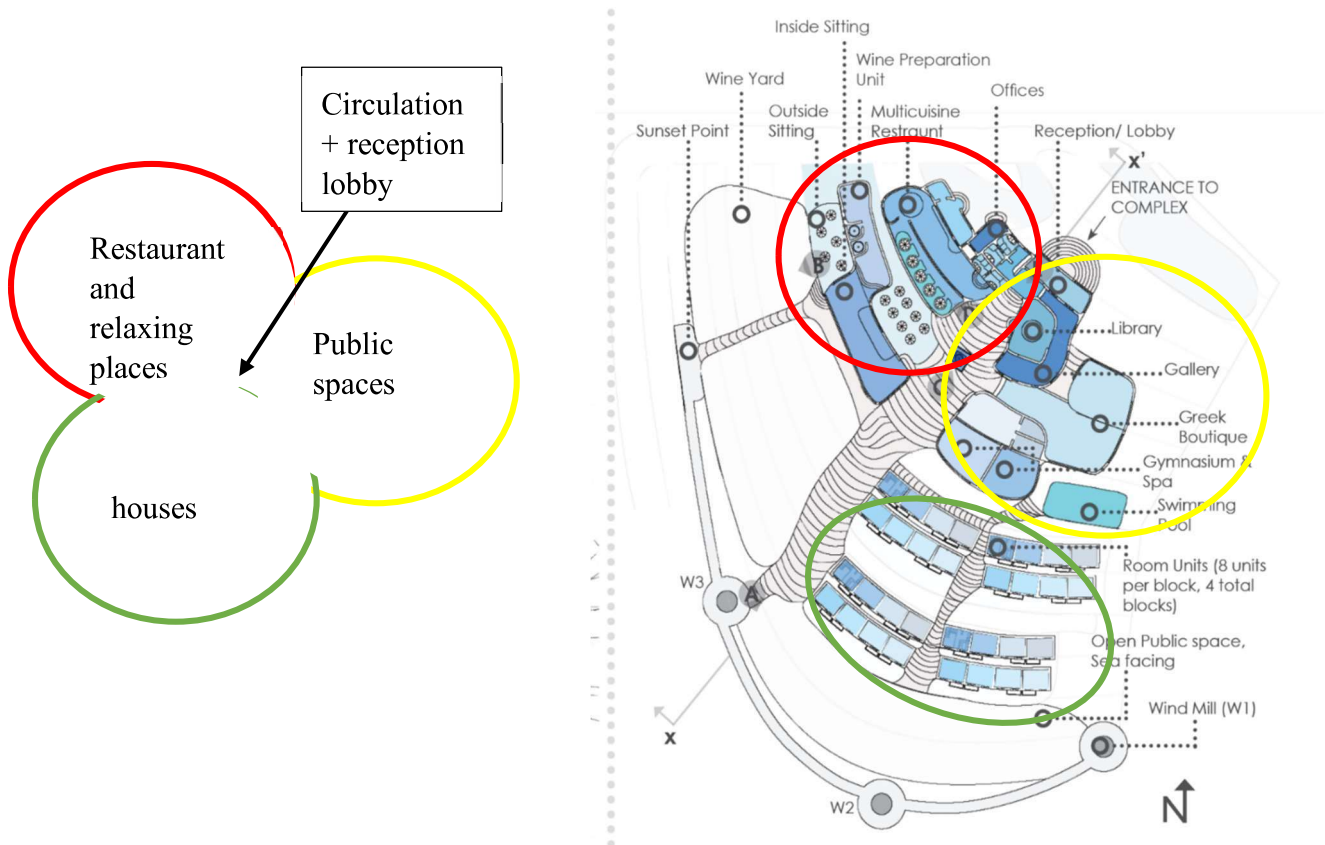 Circulation
+ reception
lobby
Restaurant
and
relaxing
places
Public
spaces
houses
Inside Sitting
Wine Preparation
Unit
Wine Yard
Offices
Outside
Sitting
Multicuisine
Restraunt
Sunset Point
Reception/ Lobby
X'
ENTRANCE TO
COMPLEX
B
Library
Gallery
Greek
Boutique
Gymnasium &
Spa
Swimming
Pool
Room Units (8 units
per block, 4 total
blocks)
W3
A
Open Public space,
Sea facing
Wind Mill (W1)
X
W2
N